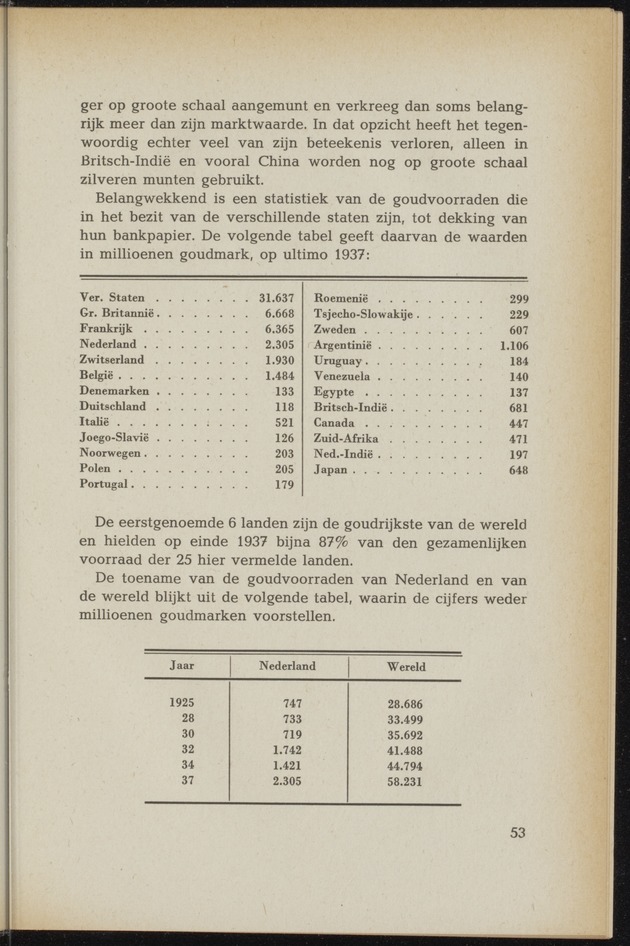 ger op groote schaal aangemunt en verkreeg dan soms belang-
rijk meer dan zijn marktwaarde. In dat opzicht heeft het tegen-
woordig echter veel van zijn beteekenis verloren, alleen in
Britsch-Indië en vooral China worden nog op groote schaal
zilveren munten gebruikt.
Belangwekkend is een statistiek van de goudvoorraden die
in het bezit van de verschillende staten zijn, tot dekking van
hun bankpapier. De volgende tabel geeft daarvan de waarden
in millioenen goudmark, op ultimo 1937:
Ver. Staten . . . . . . . . 31.637
Gr. Britannië . . . . . . . . 6.668
Frankrijk . . . . . . . . . 6.365
Nederland . . . . . . . . . 2.305
Zwitserland . . . . . . . . 1.930
België . . . . . . . . . . . 1.484
Denemarken . . . . . . . . 133
Duitschland . . . . . . . . 118
Italië . . . . . . . . . . . 521
Joego-Slavië . . . . . . . . 126
Noorwegen . . . . . . . . . 203
Polen . . . . . . . . . . . 205
Portugal . . . . . . . . . . 179
Roemenië . . . . . . . . . 299
Tsjecho-Slowakije . . . . . . 229
Zweden . . . . . . . . . . 607
Argentinië . . . . . . . . . 1.106
Uruguay . . . . . . . . . . 184
Venezuela . . . . . . . . . 140
Egypte . . . . . . . . . . 137
Britsch-Indië . . . . . . . . 681
Canada . . . . . . . . . . 447
Zuid-Afrika . . . . . . . . 471
Ned.-Indië . . . . . . . . . 197
Japan . . . . . . . . . . . 648
De eerstgenoemde 6 landen zijn de goudrijkste van de wereld
en hielden op einde 1937 bijna 87% van den gezamenlijken
voorraad der 25 hier vermelde landen.
De toename van de goudvoorraden van Nederland en van
de wereld blijkt uit de volgende tabel, waarin de cijfers weder
millioenen goudmarken voorstellen.
Jaar Nederland Wereld
1925 747 28.686
28 733 33.499
30 719 35.692
32 1.742 41.488
34 1.421 44.794
37 2.305 58.231
53